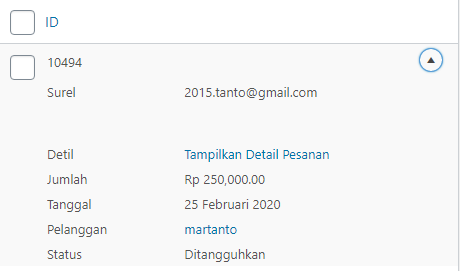 ID
10494
Surel 2015.tanto@gmail.com
Detil Tampilkan Detail Pesanan
Jumlah Rp 250,000.00
Tanggal 25 Februari 2020
Pelanggan martanto
Status Ditangguhkan